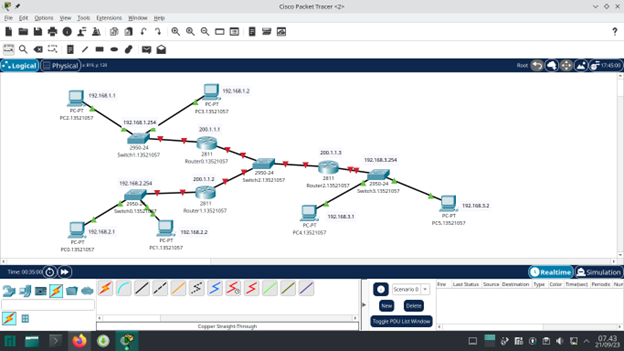 Cisco Packet Tracer <2>
File Edit Options View Tools Extensions Window Help
Logical Physical x: 816, y: 128 Root 17:45:00
192.168.1.1
PC-PT
PC2.13521057
192.168.1.2
PC-PT
PC3.13521057
192.168.1.254
2950-24
Switch1.13521057
200.1.1.1
2811
Router0.13521057
2950-24
Switch2.13521057
200.1.1.3
2811
Router2.13521057
192.168.3.254
2950-24
Switch3.13521057
192.168.2.254
2950-24
Switch0.13521057
200.1.1.2
2811
Router1.13521057
PC-PT
PC0.13521057
192.168.2.1
PC-PT
PC1.13521057
192.168.2.2
PC-PT
PC4.13521057
192.168.3.1
PC-PT
PC5.13521057
192.168.3.2
Time: 00:35:00
Realtime Simulation
Scenario 0
New Delete
Toggle PDU List Window
Fire Last Status Source Destination Type Color Time(sec) Periodic Num
Copper Straight-Through
07.43
21/09/23